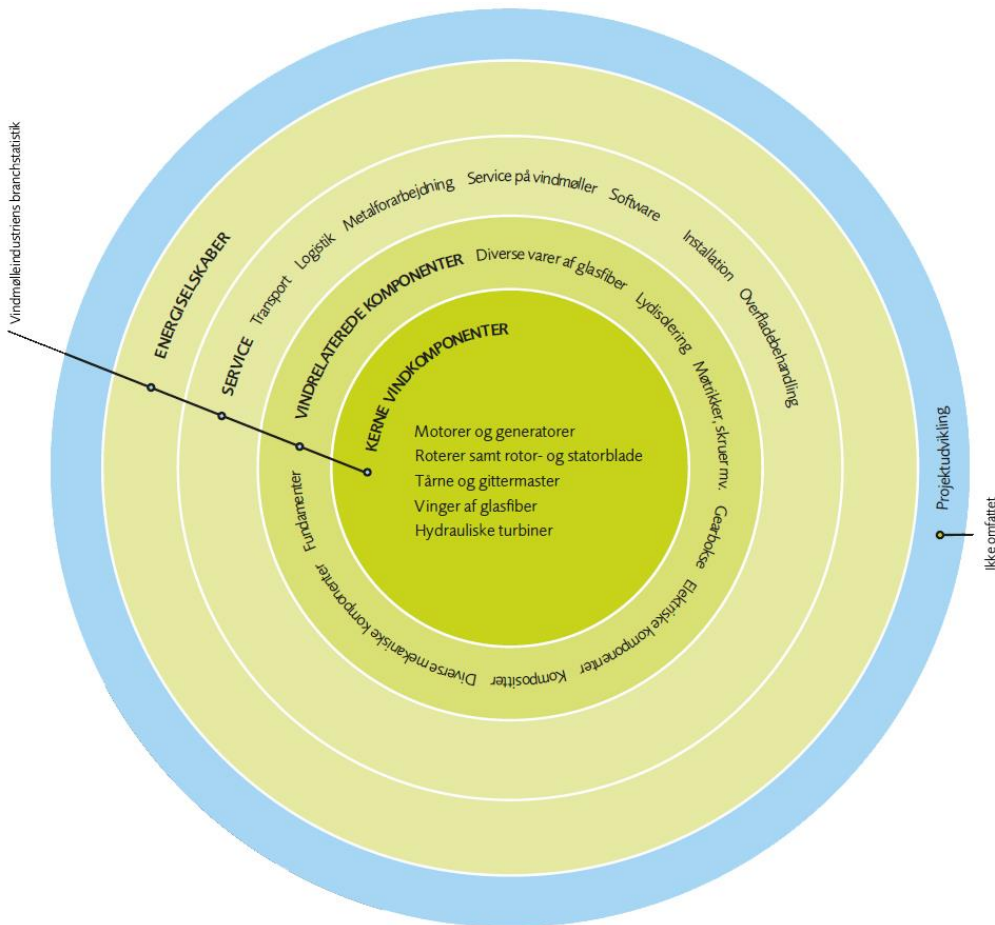 Vindmølleindustriens branchstatistik
ENERGISELSKABER
SERVICE Transport Logistik Metalforarbejdning Service på vindmøller Software Installation Overfladebehandling
VINDRELATEREDE KOMPONENTER Diverse varer af glasfiber Lydisolering Møtrikker, skruer mv. Gearbokse Elektriske komponenter Kompositter Diverse mekaniske komponenter Fundamenter
KERNE VINDKOMPONENTER
Motorer og generatorer
Roterer samt rotor- og statorblade
Tårne og gittermaster
Vinger af glasfiber
Hydrauliske turbiner
Projektudvikling
Ikke omfattet